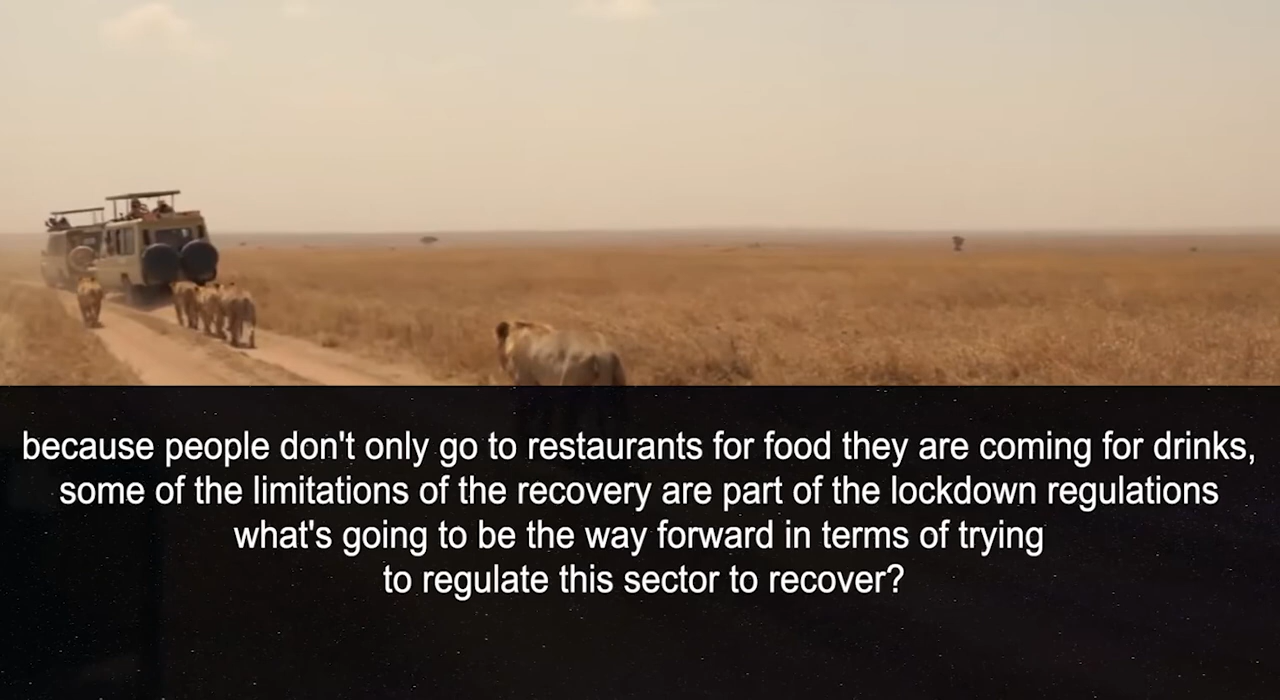 because people don't only go to restaurants for food they are coming for drinks,
some of the limitations of the recovery are part of the lockdown regulations
what's going to be the way forward in terms of trying
to regulate this sector to recover?